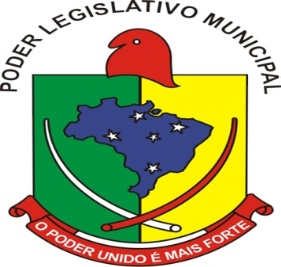 PODER LEGISLATIVO MUNICIPAL
O PODER UNIDO É MAIS FORTE